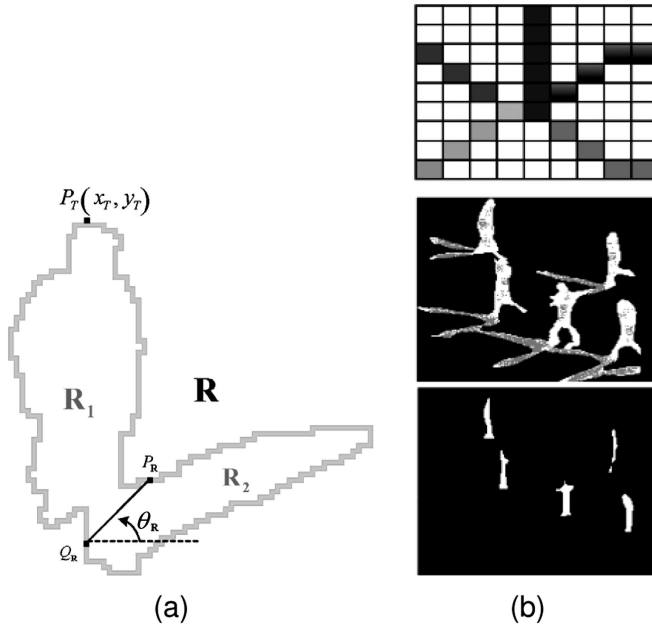 P_T(x_T, y_T)
R
R_1
P_R
R_2
θ_R
Q_R
(a)
(b)